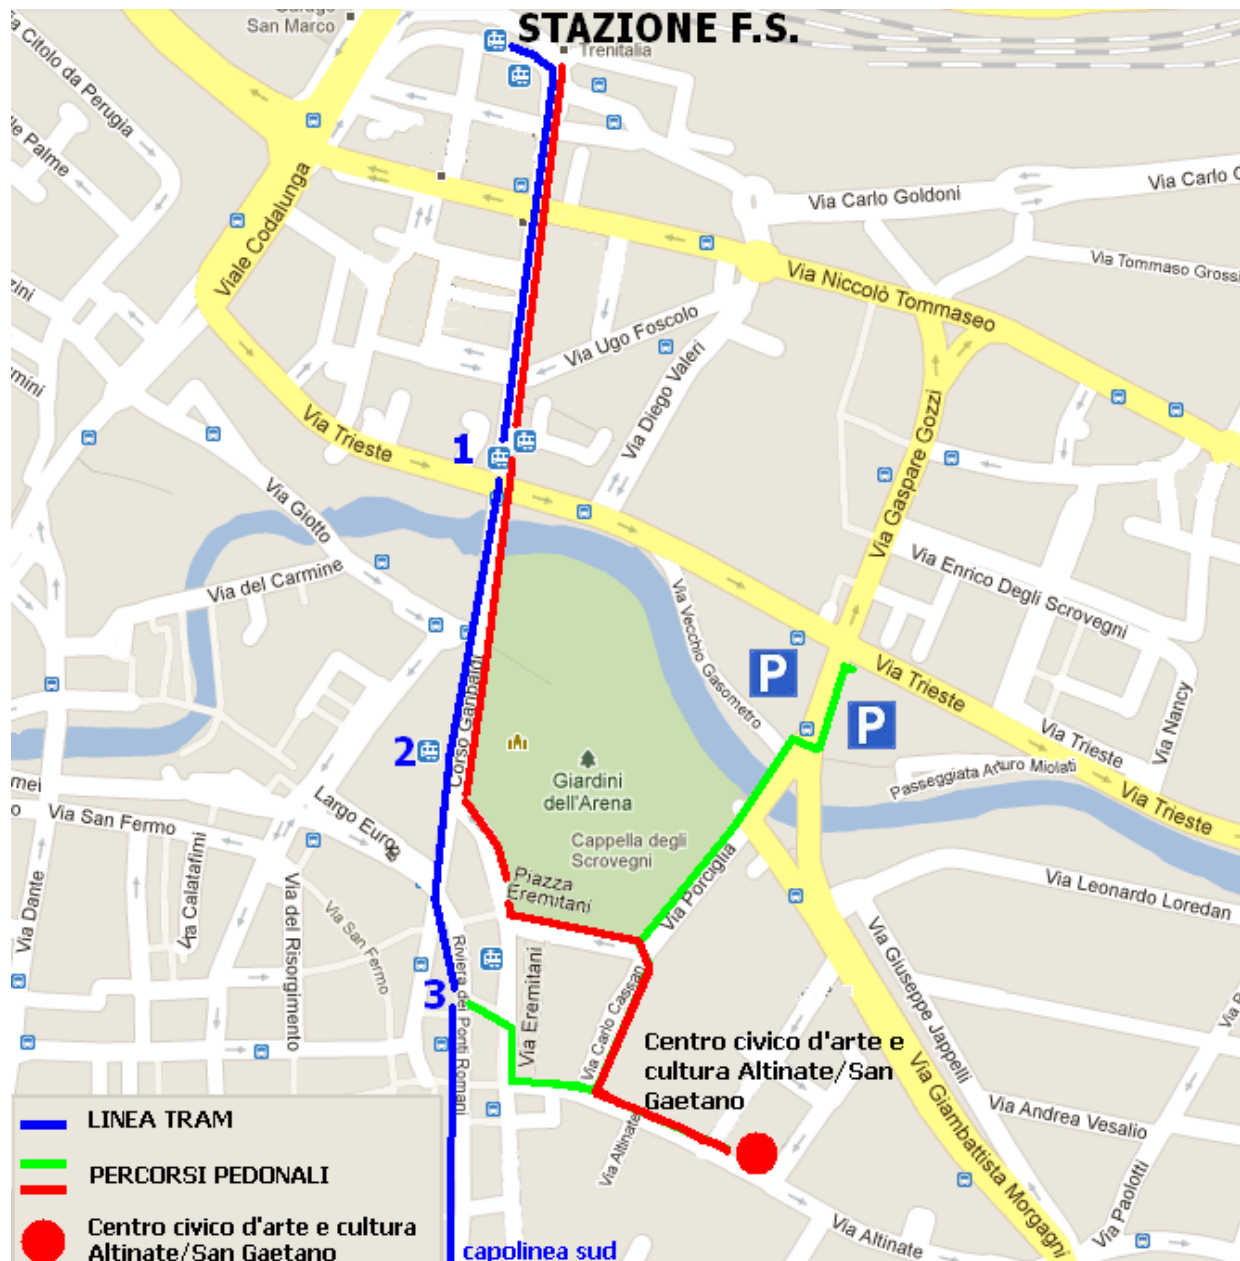 STAZIONE F.S.
San Marco
Trenitalia
Via Citolo da Perugia
Palme
Via Carlo Goldoni
Via Carlo G
Viale Codalunga
Via Niccolò Tommaseo
Via Tommaso Grossi
Via Ugo Foscolo
Via Diego Valeri
Via Trieste
1
Via Giotto
Via Gaspare Gozzi
Via del Carmine
Via Enrico Degli Scrovegni
Via Vecchio Gasometro
P
P
Via Trieste
Via Nancy
Via Trieste
Corso Garibaldi
2
Giardini
dell'Arena
Passeggiata Arturo Miolati
Via Trieste
Largo Europa
Via San Fermo
Cappella degli
Scrovegni
Via Porciglia
Piazza
Eremitani
Via Leonardo Loredan
Via Dante
Via Calatafimi
Via del Risorgimento
Via San Fermo
Riviera dei Ponti Romani
Via Eremitani
Via Carlo Cassan
Via Giuseppe Jappelli
3
Centro civico d'arte e
cultura Altinate/San
Gaetano
Via Giambattista Morgagni
Via Andrea Vesalio
Via Altinate
Via Paolotti
Via Altinate
LINEA TRAM
PERCORSI PEDONALI
Centro civico d'arte e cultura
Altinate/San Gaetano
capolinea sud